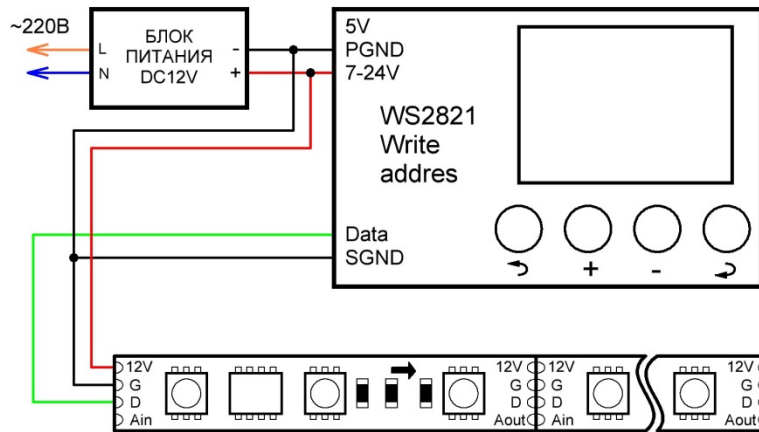 ~220В
L
N
БЛОК
ПИТАНИЯ
DC12V
-
+
5V
PGND
7-24V
WS2821
Write
addres
Data
SGND
+
-
12V
G
D
Ain
12V
G
D
Aout
12V
G
D
Ain
12V
G
D
Aout